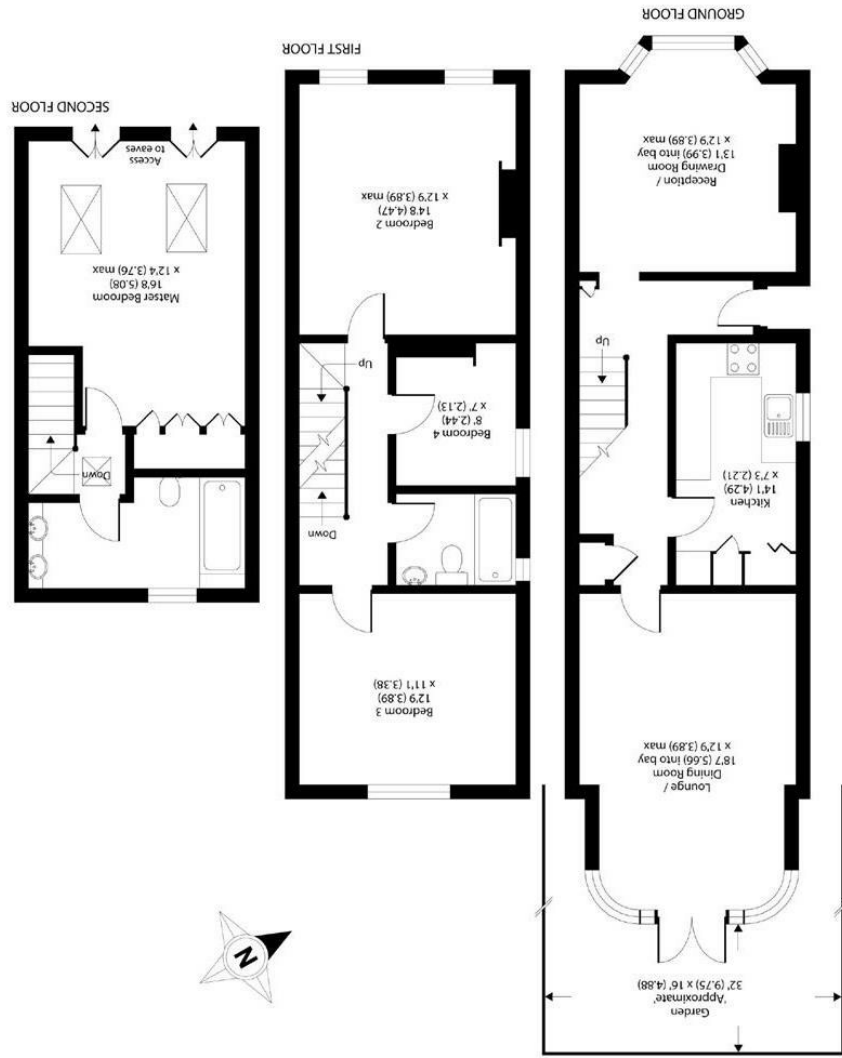 Garden
'Approximate'
32' (9.75) x 16' (4.88)
N
Lounge /
Dining Room
18'7 (5.66) into bay
x 12'9 (3.89) max
Kitchen
14'1 (4.29)
x 7'3 (2.21)
Up
Reception /
Drawing Room
13'1 (3.99) into bay
x 12'9 (3.89) max
GROUND FLOOR
Bedroom 3
12'9 (3.89)
x 11'1 (3.38)
Down
Bedroom 4
8' (2.44)
x 7' (2.13)
Up
Bedroom 2
14'8 (4.47)
x 12'9 (3.89) max
FIRST FLOOR
Down
Matser Bedroom
16'8 (5.08)
x 12'4 (3.76) max
Access
to eaves
SECOND FLOOR